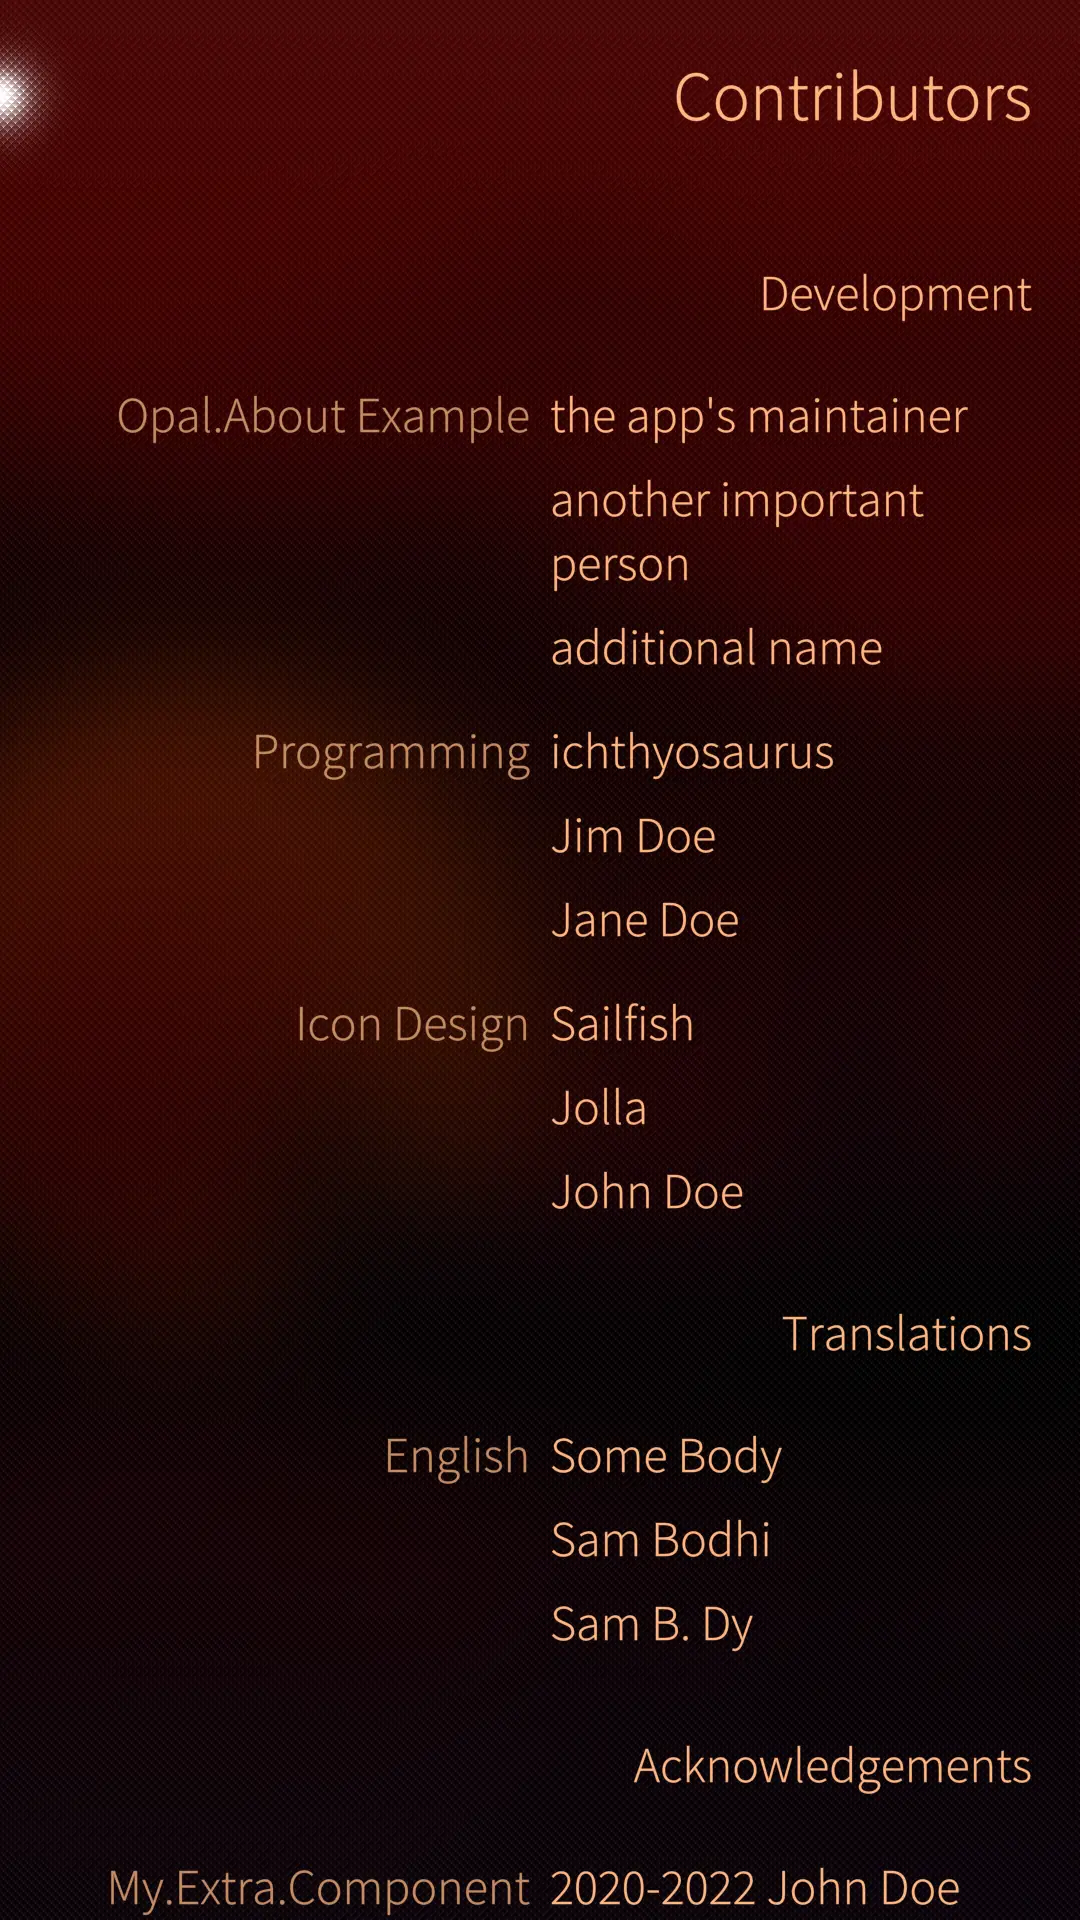 Contributors
Development
Opal.About Example the app's maintainer
another important
person
additional name
Programming ichthyosaurus
Jim Doe
Jane Doe
Icon Design Sailfish
Jolla
John Doe
Translations
English Some Body
Sam Bodhi
Sam B. Dy
Acknowledgements
My.Extra.Component 2020-2022 John Doe